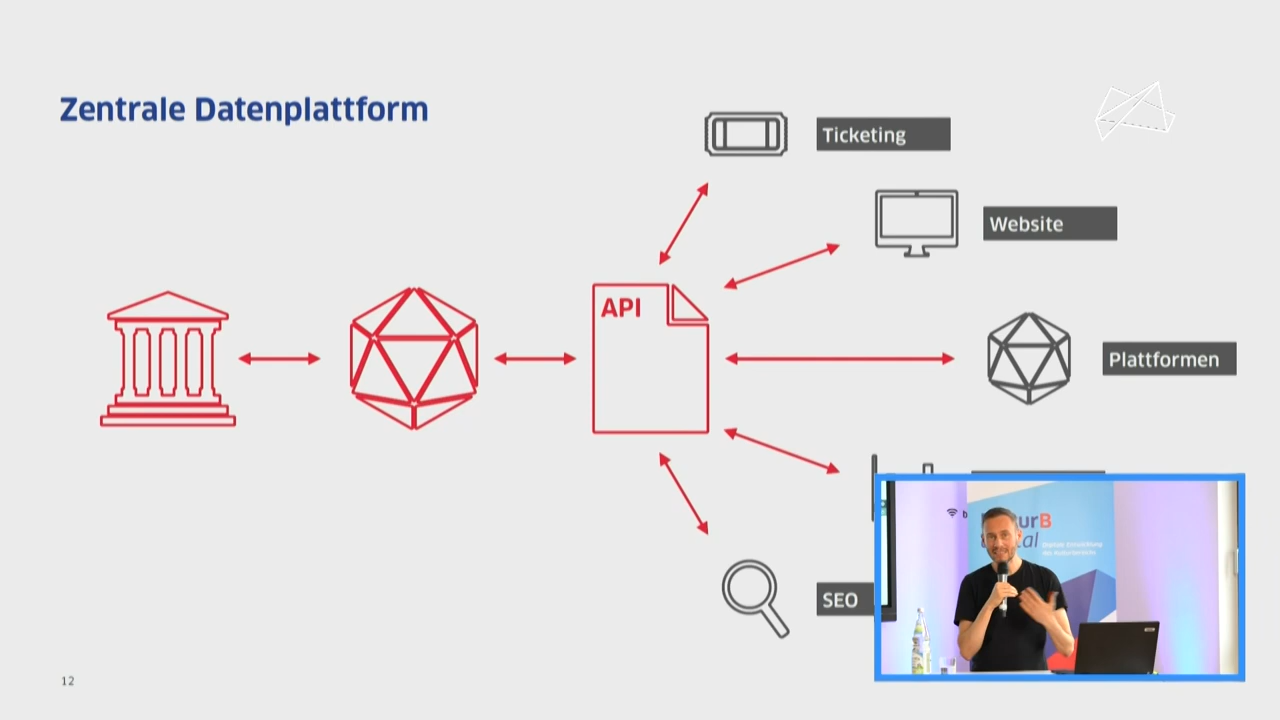 Zentrale Datenplattform
Ticketing
Website
API
Plattformen
SEO
12